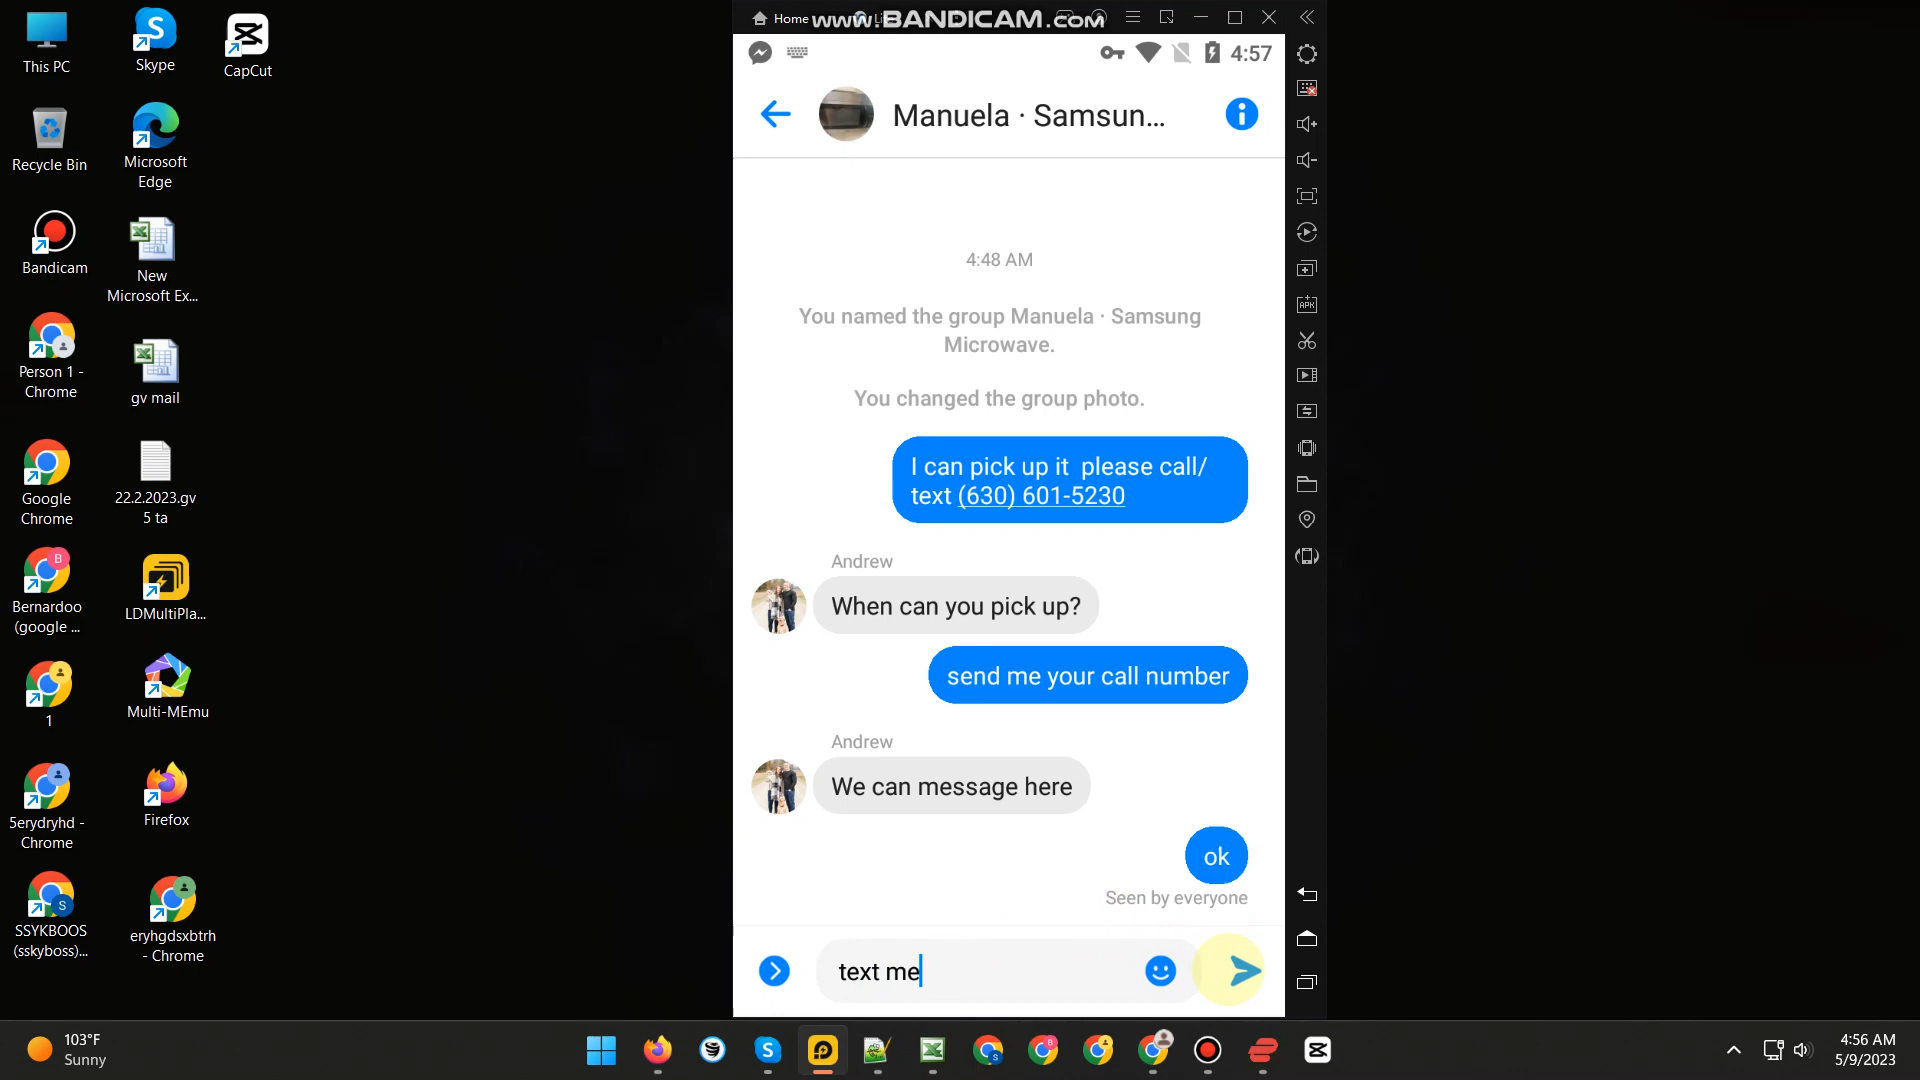 This PC
Skype
CapCut
Recycle Bin
Microsoft
Edge
Bandicam
New
Microsoft Ex...
Person 1 -
Chrome
gv mail
Google
Chrome
22.2.2023.gv
5 ta
Bernardoo
(google ...
LDMultiPla...
1
Multi-MEmu
5erydryhd -
Chrome
Firefox
SSYKBOOS
(sskyboss)...
eryhgdsxbtrh
- Chrome
Home
www.BANDICAM.com
4:57
Manuela · Samsun...
4:48 AM
You named the group Manuela · Samsung
Microwave.
You changed the group photo.
I can pick up it  please call/
text (630) 601-5230
Andrew
When can you pick up?
send me your call number
Andrew
We can message here
ok
Seen by everyone
text me
APK
103°F
Sunny
4:56 AM
5/9/2023